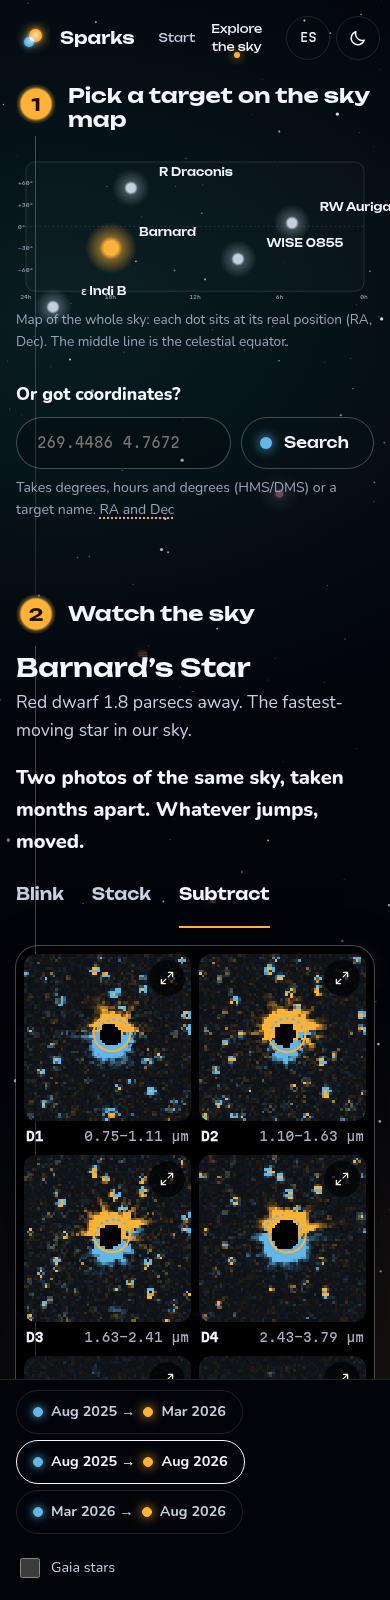 Sparks
Start
Explore
the sky
ES
1
Pick a target on the sky
map
R Draconis
+60°
+30°
RW Auriga
0°
Barnard
WISE 0855
−30°
−60°
ε Indi B
24h
18h
12h
6h
0h
Map of the whole sky: each dot sits at its real position (RA,
Dec). The middle line is the celestial equator.
Or got coordinates?
269.4486 4.7672
Search
Takes degrees, hours and degrees (HMS/DMS) or a
target name. RA and Dec
2
Watch the sky
Barnard’s Star
Red dwarf 1.8 parsecs away. The fastest-
moving star in our sky.
Two photos of the same sky, taken
months apart. Whatever jumps,
moved.
Blink
Stack
Subtract
D1 0.75–1.11 µm
D2 1.10–1.63 µm
D3 1.63–2.41 µm
D4 2.43–3.79 µm
Aug 2025 → Mar 2026
Aug 2025 → Aug 2026
Mar 2026 → Aug 2026
Gaia stars